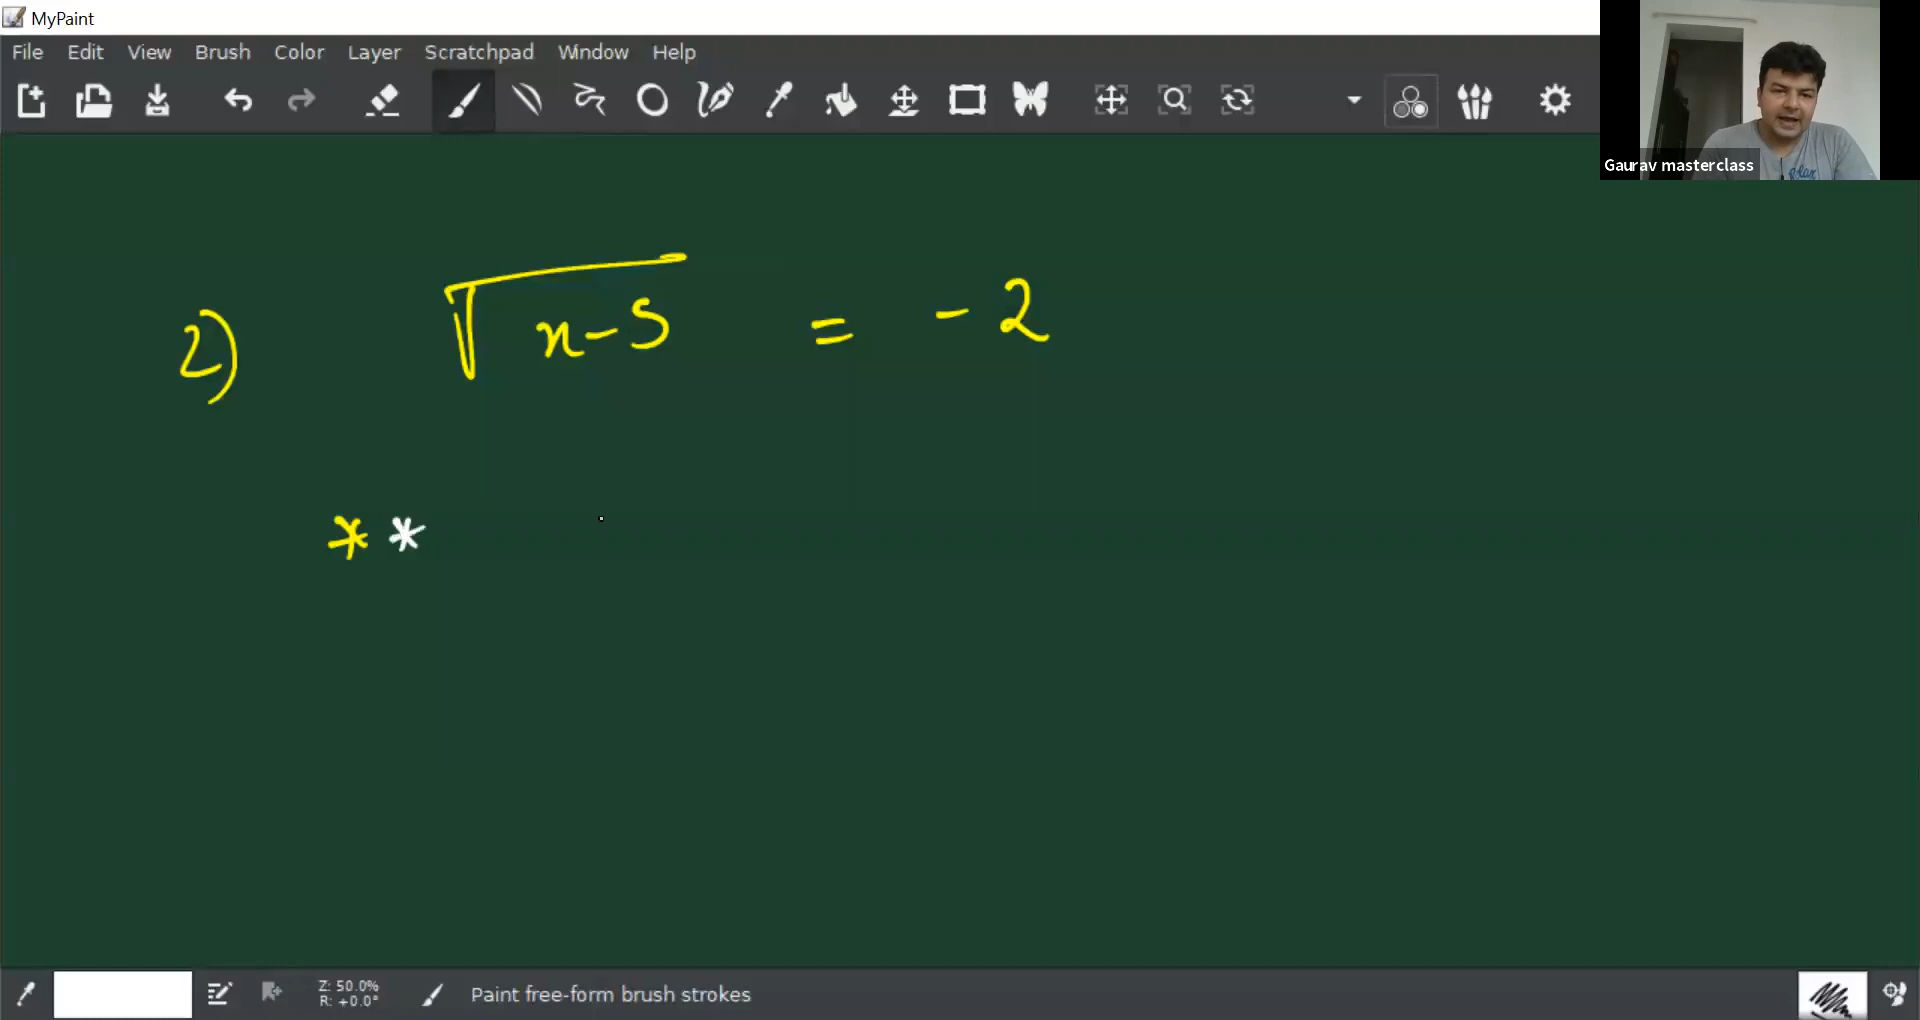 MyPaint
File Edit View Brush Color Layer Scratchpad Window Help
Gaurav masterclass
2) √x-5 = -2
**
Z: 50.0%
R: +0.0°
Paint free-form brush strokes